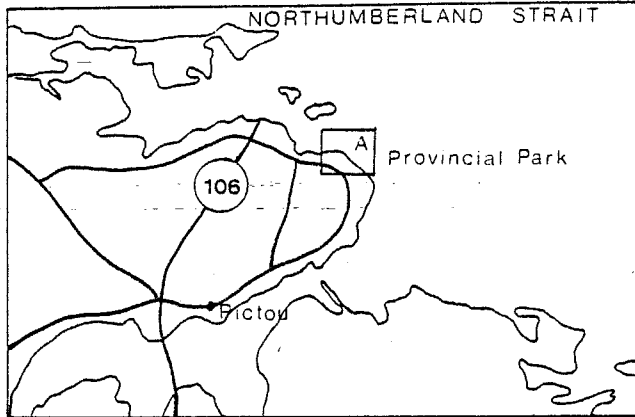 NORTHUMBERLAND STRAIT
A
Provincial Park
106
Pictou